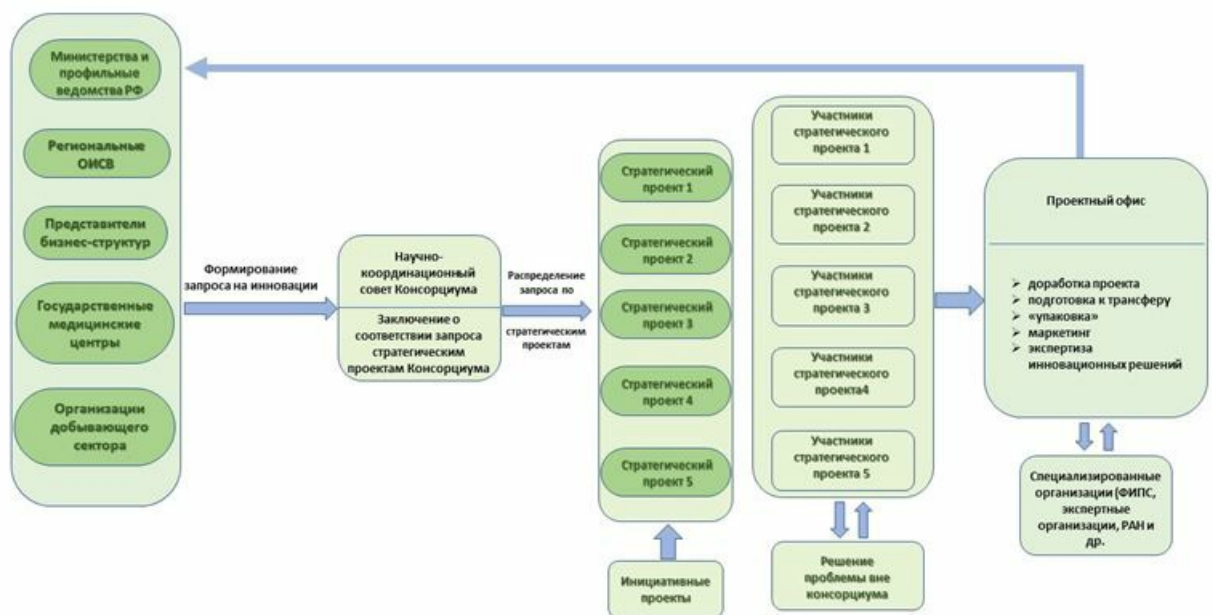 Министерства и
профильные
ведомства РФ
Региональные
ОИСВ
Представители
бизнес-структур
Государственные
медицинские
центры
Организации
добывающего
сектора
Формирование
запроса на инновации
Научно-
координационный
совет Консорциума
Заключение о
соответствии запроса
стратегическим
проектам Консорциума
Распределение
запроса по
стратегическим
проектам
Стратегический
проект 1
Стратегический
проект 2
Стратегический
проект 3
Стратегический
проект 4
Стратегический
проект 5
Инициативные
проекты
Участники
стратегического
проекта 1
Участники
стратегического
проекта 2
Участники
стратегического
проекта 3
Участники
стратегического
проекта4
Участники
стратегического
проекта 5
Решение
проблемы вне
консорциума
Проектный офис
➢ доработка проекта
➢ подготовка к трансферу
➢ «упаковка»
➢ маркетинг
➢ экспертиза
инновационных решений
Специализированные
организации (ФИПС,
экспертные
организации, РАН и
др.